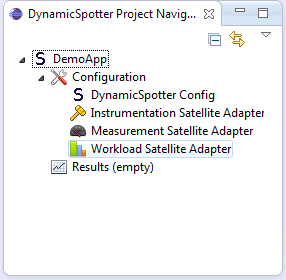 DynamicSpotter Project Navig...
DemoApp
Configuration
DynamicSpotter Config
Instrumentation Satellite Adapter
Measurement Satellite Adapter
Workload Satellite Adapter
Results (empty)